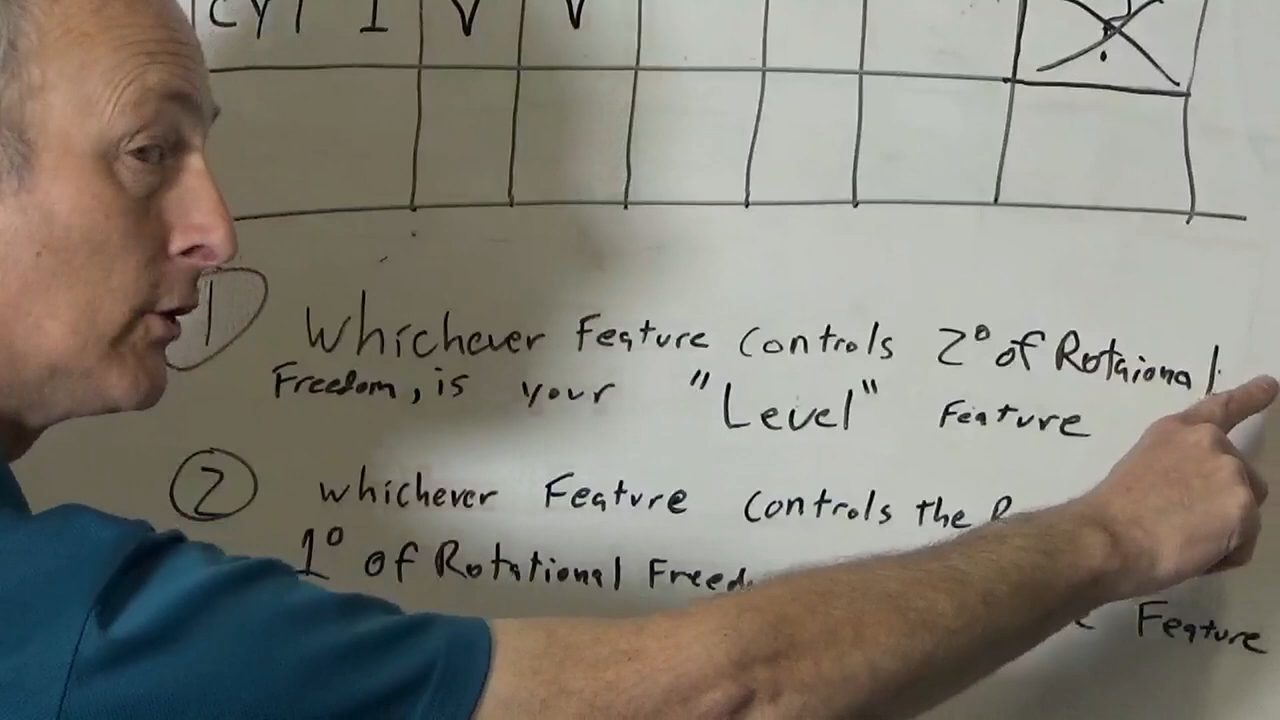 CYl I V V
1 Whichever Feature Controls 2° of Rotaional
Freedom, is your "Level" Feature
2 whichever Feature Controls the
1° of Rotational
Feature